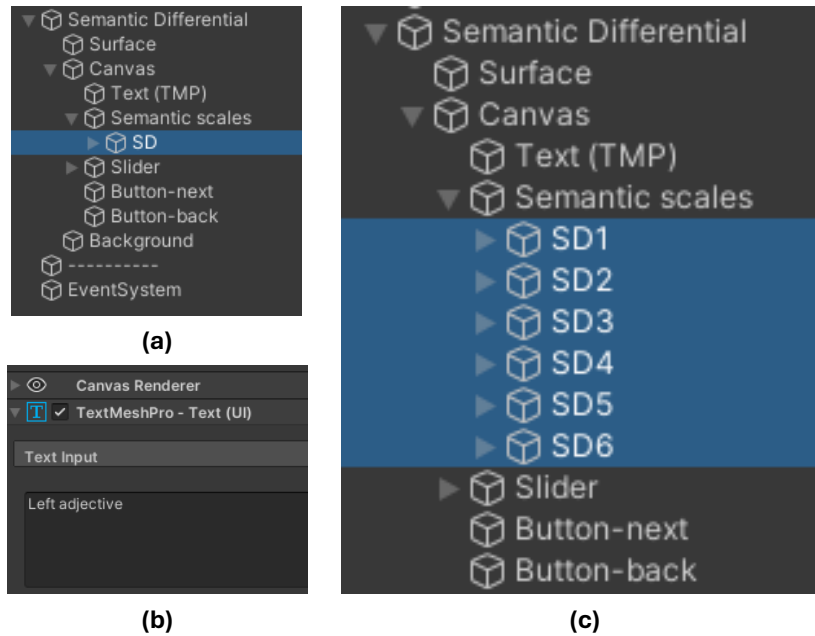 Semantic Differential
Surface
Canvas
Text (TMP)
Semantic scales
SD
Slider
Button-next
Button-back
Background
----------
EventSystem
(a)
Canvas Renderer
TextMeshPro - Text (UI)
Text Input
Left adjective
(b)
Semantic Differential
Surface
Canvas
Text (TMP)
Semantic scales
SD1
SD2
SD3
SD4
SD5
SD6
Slider
Button-next
Button-back
(c)